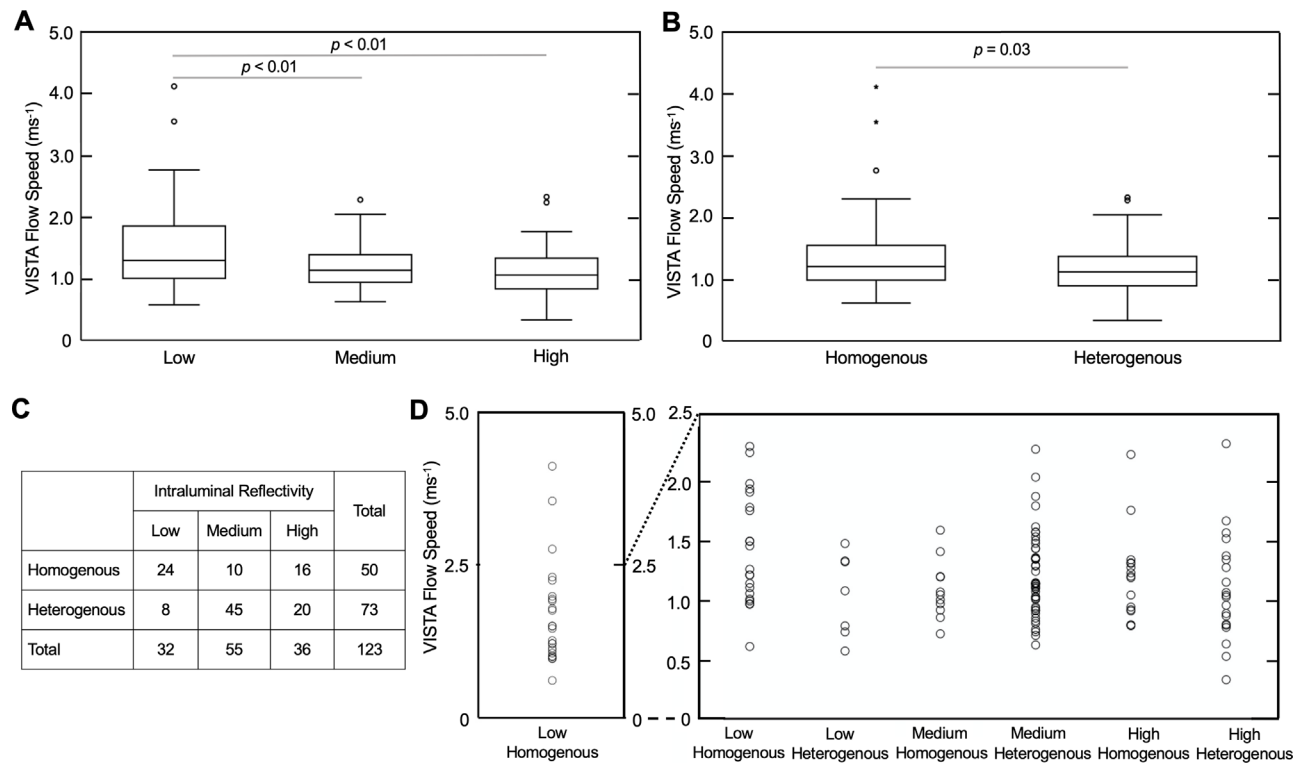 A
5.0
4.0
3.0
2.0
1.0
0
VISTA Flow Speed (ms-1)
p < 0.01
p < 0.01
Low Medium High
B
5.0
4.0
3.0
2.0
1.0
0
VISTA Flow Speed (ms-1)
p = 0.03
Homogenous Heterogenous
C
Intraluminal Reflectivity Total
Low Medium High
Homogenous 24 10 16 50
Heterogenous 8 45 20 73
Total 32 55 36 123
D
5.0
2.5
0
VISTA Flow Speed (ms-1)
5.0
2.5
0
Low
Homogenous
2.5
2.0
1.5
1.0
0.5
0
Low Low Medium Medium High High
Homogenous Heterogenous Homogenous Heterogenous Homogenous Heterogenous